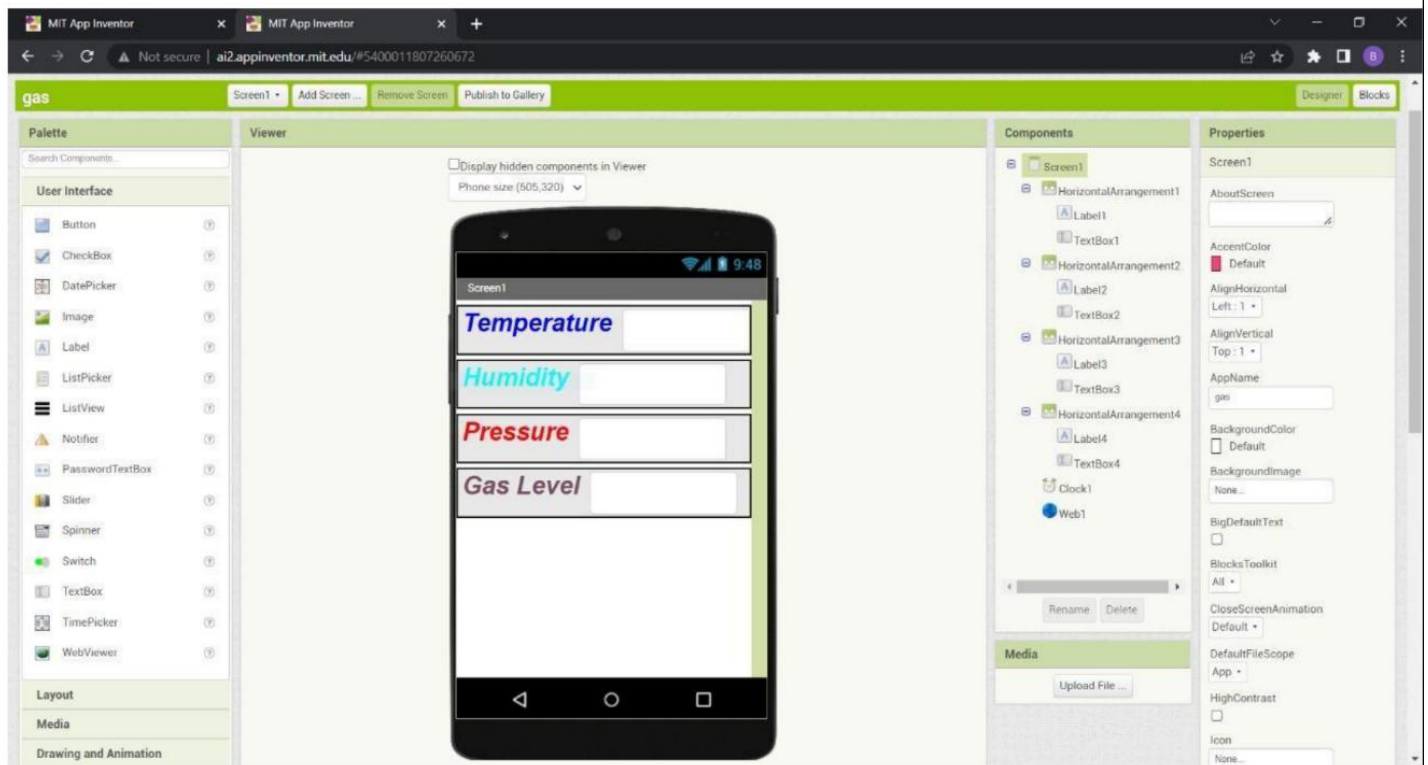 MIT App Inventor
MIT App Inventor
Not secure | ai2.appinventor.mit.edu/#5400011807260672
B
gas
Screen1
Add Screen ...
Remove Screen
Publish to Gallery
Designer
Blocks
Palette
Search Components...
User Interface
Button
CheckBox
DatePicker
Image
Label
ListPicker
ListView
Notifier
PasswordTextBox
Slider
Spinner
Switch
TextBox
TimePicker
WebViewer
Layout
Media
Drawing and Animation
Viewer
Display hidden components in Viewer
Phone size (505,320)
9:48
Screen1
Temperature
Humidity
Pressure
Gas Level
Components
Screen1
HorizontalArrangement1
Label1
TextBox1
HorizontalArrangement2
Label2
TextBox2
HorizontalArrangement3
Label3
TextBox3
HorizontalArrangement4
Label4
TextBox4
Clock1
Web1
Rename
Delete
Media
Upload File ...
Properties
Screen1
AboutScreen
AccentColor
Default
AlignHorizontal
Left : 1
AlignVertical
Top : 1
AppName
gas
BackgroundColor
Default
BackgroundImage
None...
BigDefaultText
BlocksToolkit
All
CloseScreenAnimation
Default
DefaultFileScope
App
HighContrast
Icon
None...